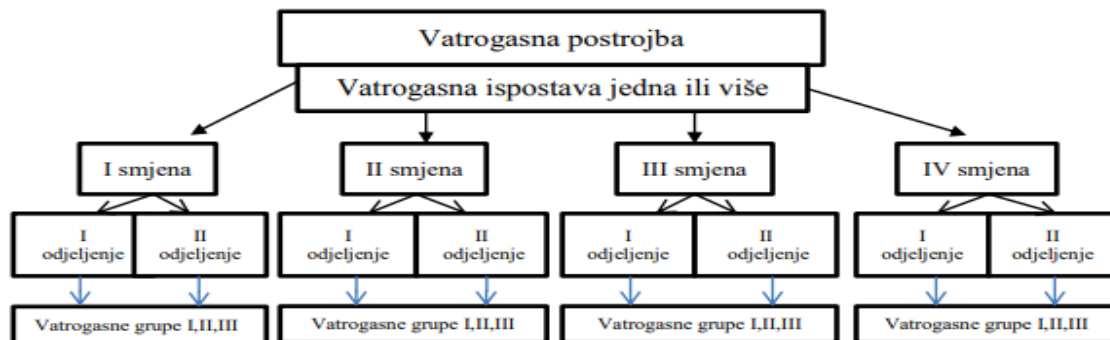 Vatrogasna postrojba
Vatrogasna ispostava jedna ili više
I smjena
II smjena
III smjena
IV smjena
I
odjeljenje
II
odjeljenje
I
odjeljenje
II
odjeljenje
I
odjeljenje
II
odjeljenje
I
odjeljenje
II
odjeljenje
Vatrogasne grupe I,II,III
Vatrogasne grupe I,II,III
Vatrogasne grupe I,II,III
Vatrogasne grupe I,II,III